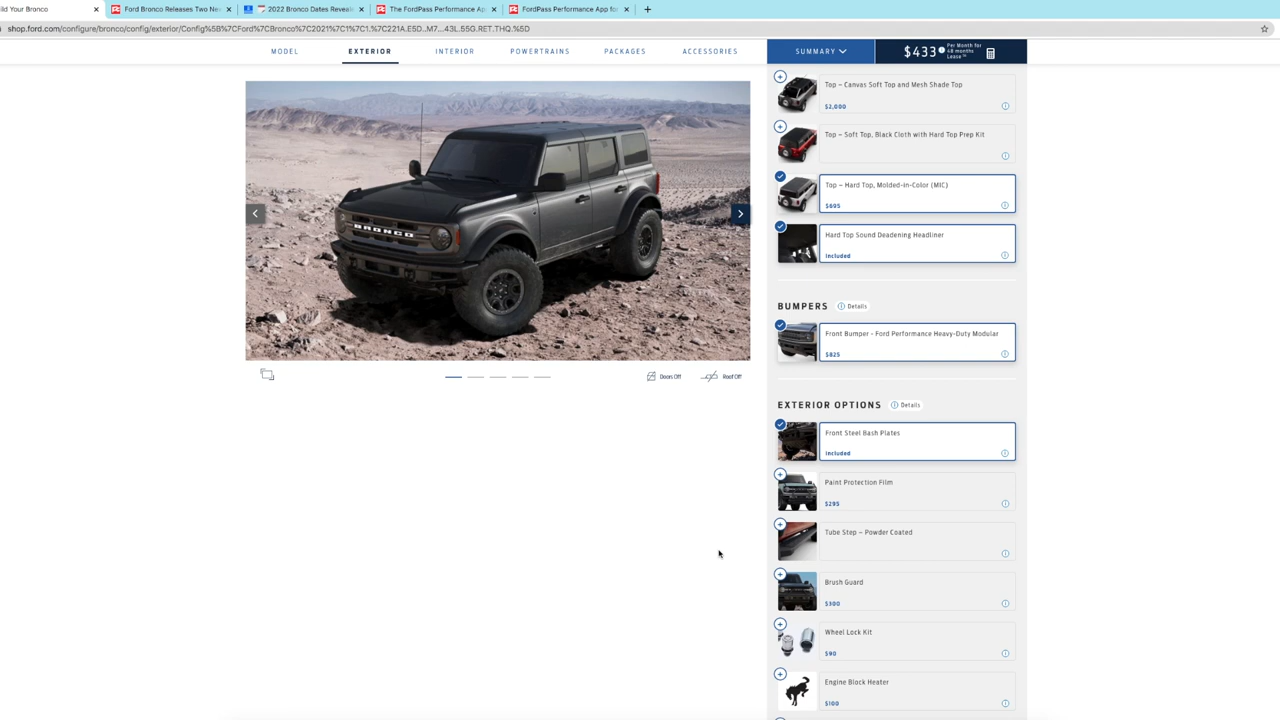 ild Your Bronco
Ford Bronco Releases Two Ne
2022 Bronco Dates Reveal
The FordPass Performance Ap
FordPass Performance App fo
shop.ford.com/configure/bronco/config/exterior/Config%5B%7CFord%7CBronco%7C2021%7C1%7C1.%7C221A.E5D..M7...43L.55G.RET.THQ.%5D
MODEL
EXTERIOR
INTERIOR
POWERTRAINS
PACKAGES
ACCESSORIES
SUMMARY
$433
Per Month for
48 months
Lease
Top – Canvas Soft Top and Mesh Shade Top
$2,000
Top – Soft Top, Black Cloth with Hard Top Prep Kit
Top – Hard Top, Molded-in-Color (MIC)
$695
Hard Top Sound Deadening Headliner
Included
BUMPERS
Details
Front Bumper - Ford Performance Heavy-Duty Modular
$825
EXTERIOR OPTIONS
Details
Front Steel Bash Plates
Included
Paint Protection Film
$295
Tube Step – Powder Coated
Brush Guard
$300
Wheel Lock Kit
$90
Engine Block Heater
$100
BRONCO
Doors Off
Roof Off